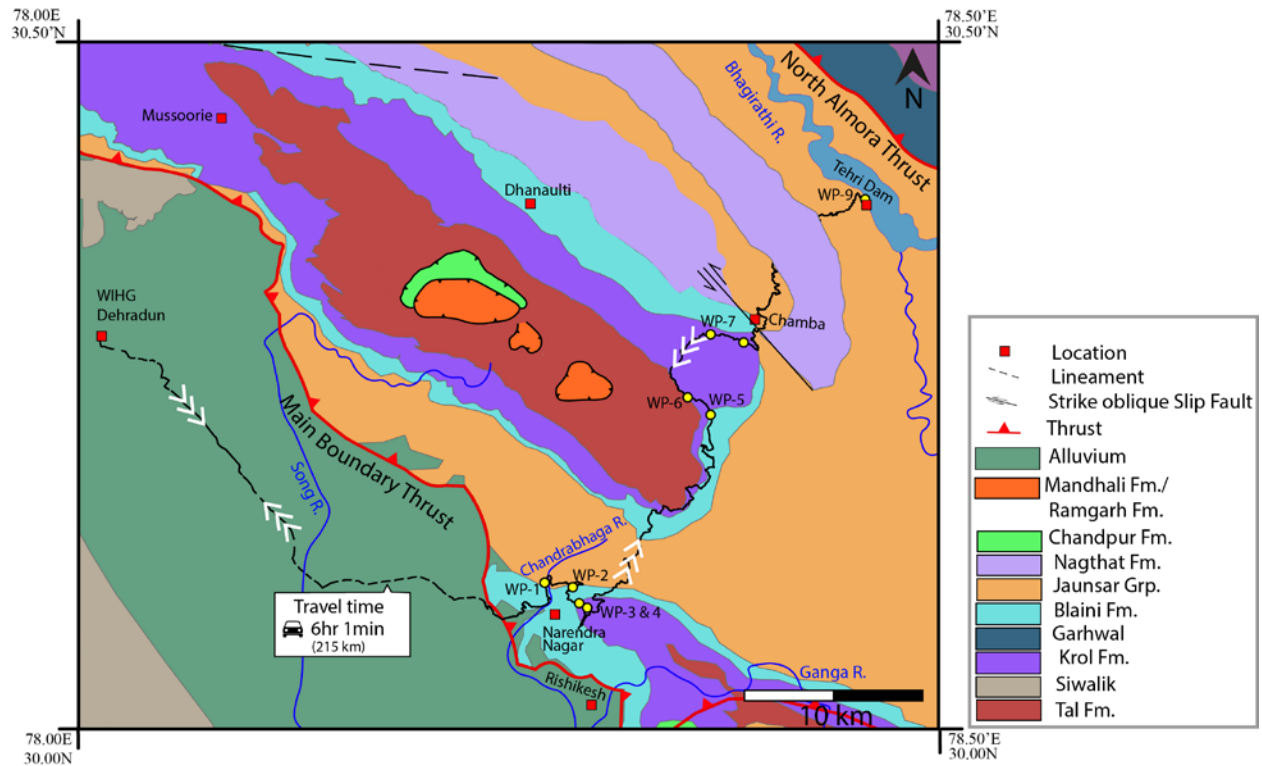 78.00E
30.50˚N
78.50˚E
30.50˚N
North Almora Thrust
Bhagirathi R.
N
Mussoorie
Tehri Dam
WP-9
Dhanaulti
WIHG
Dehradun
WP-7
Chamba
WP-6
WP-5
Main Boundary Thrust
Song R.
Chandrabhaga R.
WP-1
WP-2
WP-3 & 4
Travel time
6hr 1min
(215 km)
Narendra
Nagar
Rishikesh
Ganga R.
10 km
78.00E
30.00N
78.50˚E
30.00N
Location
Lineament
Strike oblique Slip Fault
Thrust
Alluvium
Mandhali Fm./
Ramgarh Fm.
Chandpur Fm.
Nagthat Fm.
Jaunsar Grp.
Blaini Fm.
Garhwal
Krol Fm.
Siwalik
Tal Fm.